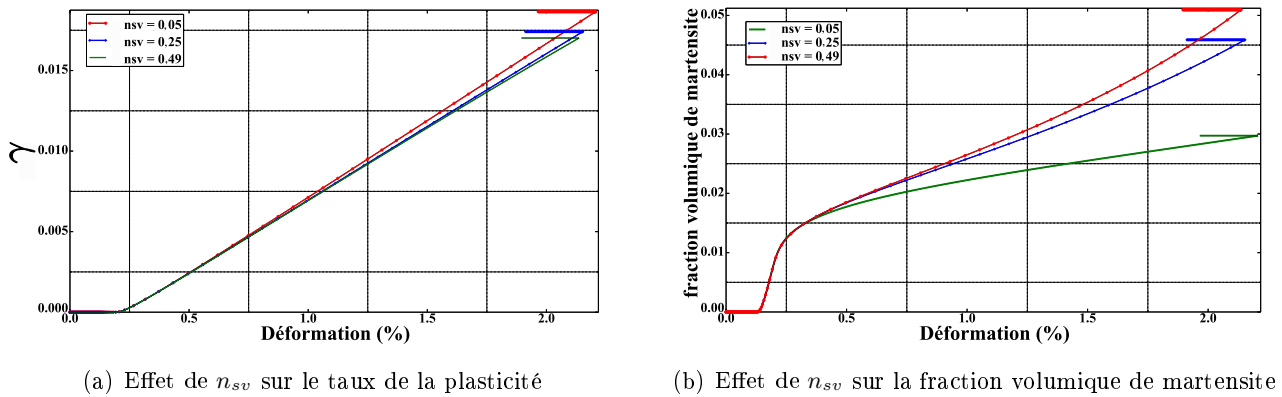 nsv = 0.05
nsv = 0.25
nsv = 0.49
0.015
0.010
0.005
0.000
γ
0.0 0.5 1.0 1.5 2.0
Déformation (%)
(a) Effet de nsv sur le taux de la plasticité
nsv = 0.05
nsv = 0.25
nsv = 0.49
0.05
0.04
0.03
0.02
0.01
0.00
fraction volumique de martensite
0.0 0.5 1.0 1.5 2.0
Déformation (%)
(b) Effet de nsv sur la fraction volumique de martensite